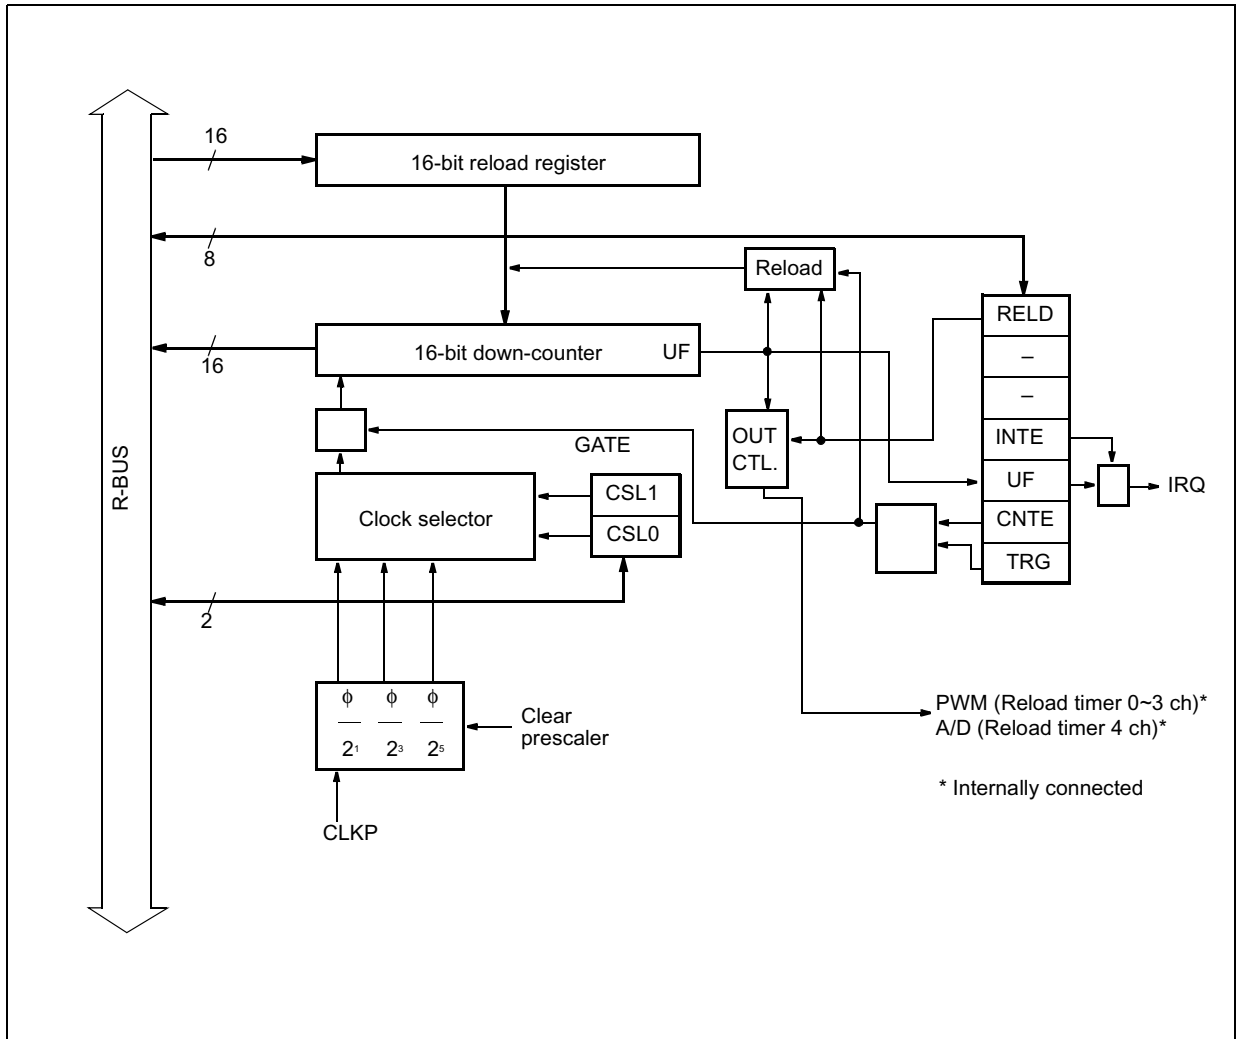 16
16-bit reload register
8
Reload
RELD
16-bit down-counter UF
16
–
–
INTE
OUT
CTL.
GATE
UF
IRQ
R-BUS
CSL1
Clock selector
CSL0
CNTE
TRG
2
ϕ ϕ ϕ
2¹ 2³ 2⁵
Clear
prescaler
CLKP
PWM (Reload timer 0~3 ch)*
A/D (Reload timer 4 ch)*
* Internally connected